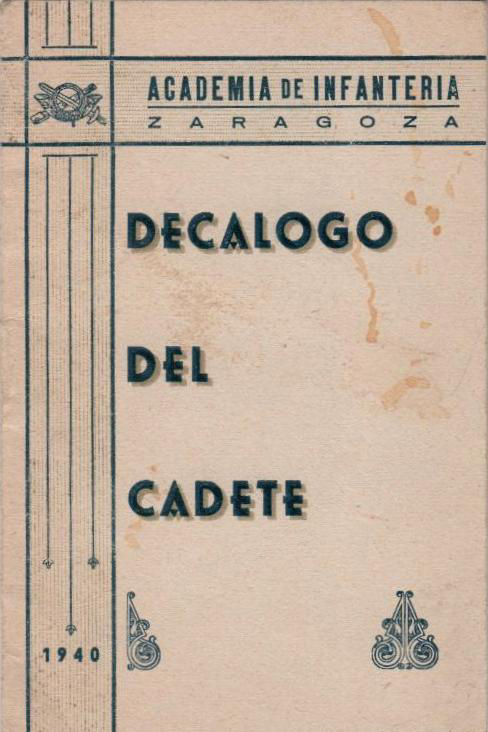 ACADEMIA DE INFANTERIA
ZARAGOZA
DECALOGO
DEL
CADETE
1940